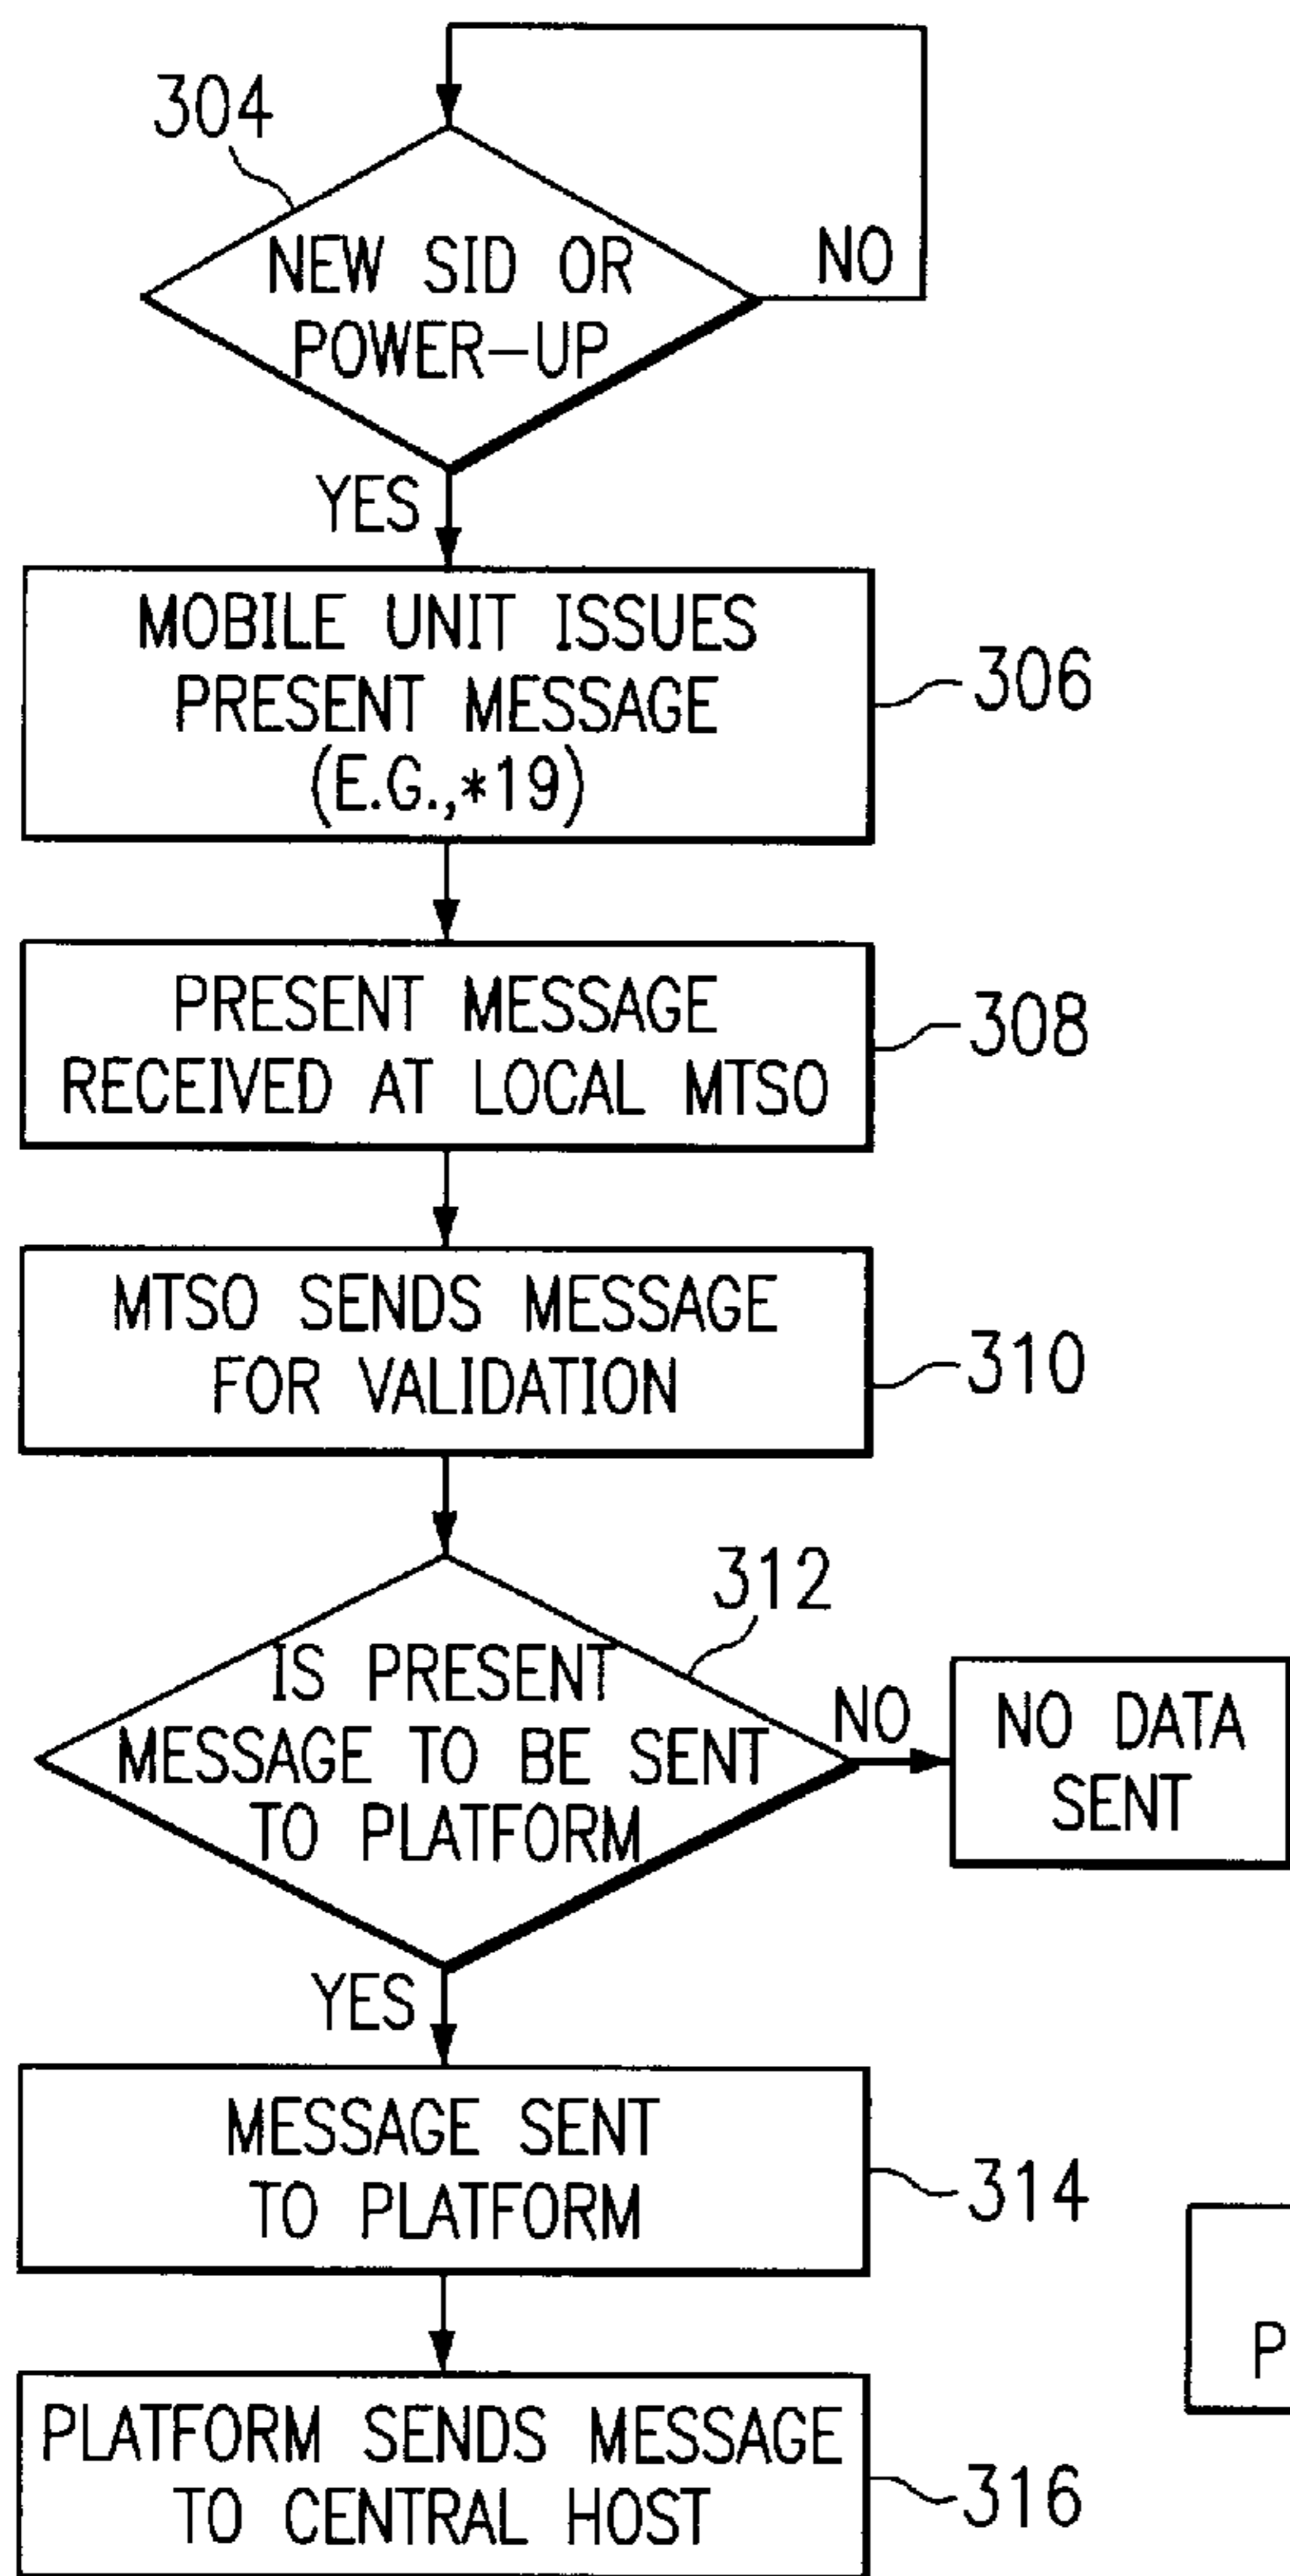 304
NEW SID OR
POWER-UP
NO
YES
MOBILE UNIT ISSUES
PRESENT MESSAGE
(E.G.,*19)
306
PRESENT MESSAGE
RECEIVED AT LOCAL MTSO
308
MTSO SENDS MESSAGE
FOR VALIDATION
310
312
IS PRESENT
MESSAGE TO BE SENT
TO PLATFORM
NO
NO DATA
SENT
YES
MESSAGE SENT
TO PLATFORM
314
P
PLATFORM SENDS MESSAGE
TO CENTRAL HOST
316